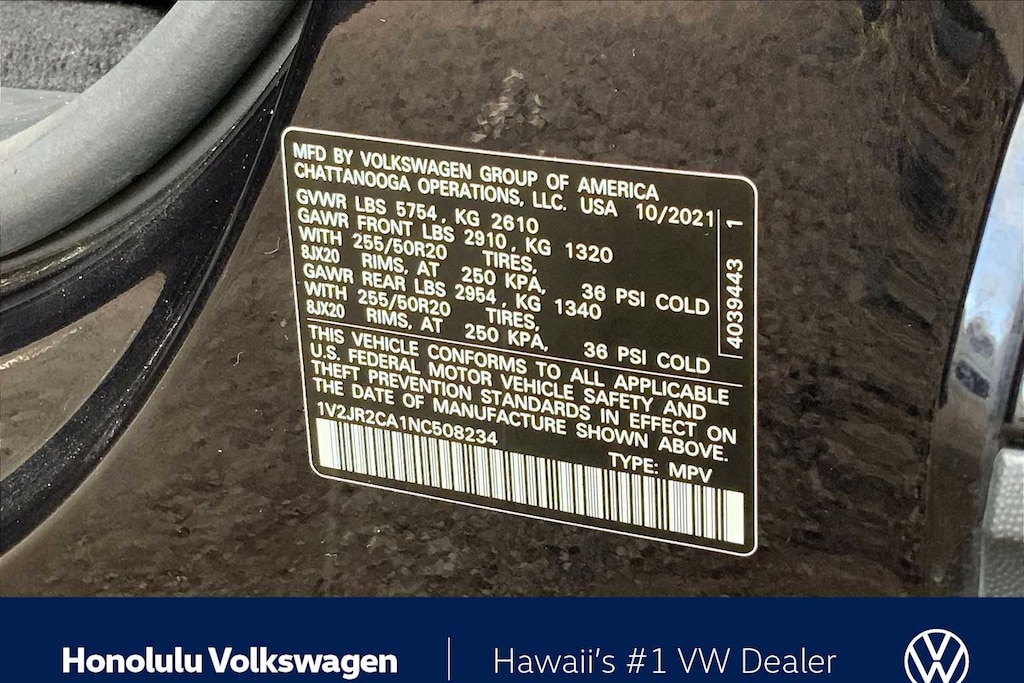 MFD BY VOLKSWAGEN GROUP OF AMERICA
CHATTANOOGA OPERATIONS, LLC. USA 10/2021
GVWR LBS 5754, KG 2610
GAWR FRONT LBS 2910, KG 1320
WITH 255/50R20 TIRES,
8JX20 RIMS, AT 250 KPA, 36 PSI COLD
GAWR REAR LBS 2954, KG 1340
WITH 255/50R20 TIRES,
8JX20 RIMS, AT 250 KPA, 36 PSI COLD
4039443 1
THIS VEHICLE CONFORMS TO ALL APPLICABLE
U.S. FEDERAL MOTOR VEHICLE SAFETY AND
THEFT PREVENTION STANDARDS IN EFFECT ON
THE DATE OF MANUFACTURE SHOWN ABOVE.
1V2JR2CA1NC508234
TYPE: MPV
Honolulu Volkswagen
Hawaii's #1 VW Dealer